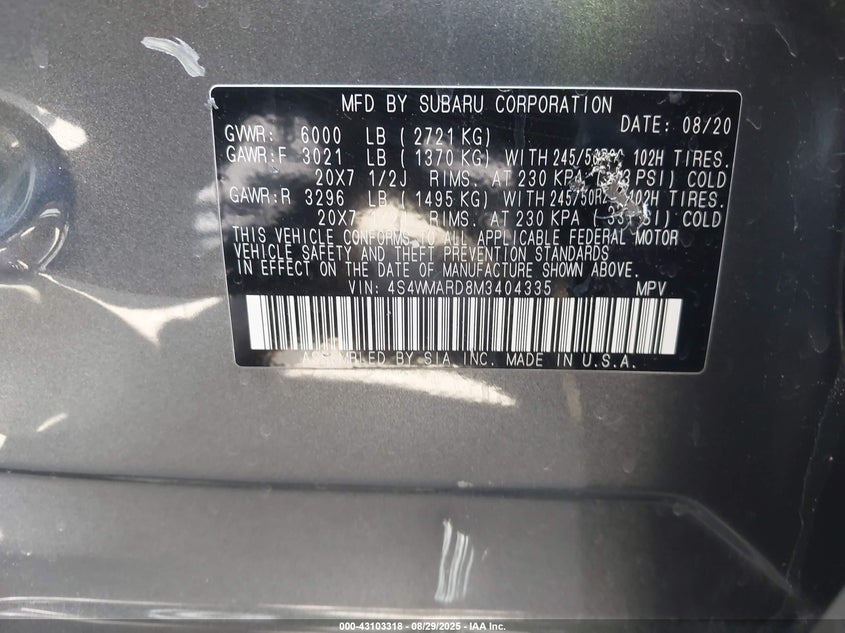 MFD BY SUBARU CORPORATION
DATE: 08/20
GVWR: 6000 LB ( 2721 KG)
GAWR:F 3021 LB ( 1370 KG) WITH 102H TIRES.
20X7 1/2J RIMS. AT 230 KPA PSI) COLD
GAWR:R 3296 LB ( 1495 KG) WITH 102H TIRES.
20X7 RIMS. AT 230 KPA ( 33 PSI) COLD
THIS VEHICLE CONFORMS TO ALL APPLICABLE FEDERAL MOTOR
VEHICLE SAFETY AND THEFT PREVENTION STANDARDS
IN EFFECT ON THE DATE OF MANUFACTURE SHOWN ABOVE.
VIN: 4S4WMARD8M3404335 MPV
ASSEMBLED BY SIA, INC. MADE IN U.S.A.
000-43103318 - 08/29/2025 - IAA Inc.